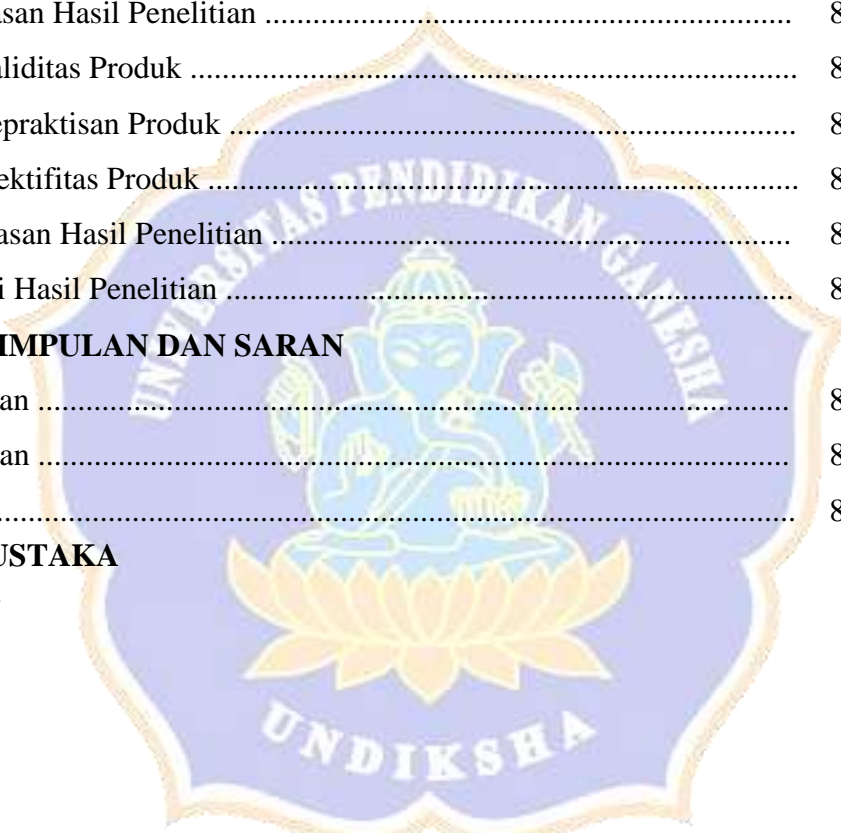 asan Hasil Penelitian ........................................................................ 8
aliditas Produk .................................................................................. 8
epraktisan Produk ............................................................................. 8
ektifitas Produk ................................................................................ 8
asan Hasil Penelitian ...................................................................... 8
i Hasil Penelitian ............................................................................. 8
IMPULAN DAN SARAN
an ..................................................................................................... 8
an ..................................................................................................... 8
............................................................................................................ 8
USTAKA
UNIVERSITAS PENDIDIKAN GANESHA
UNDIKSHA